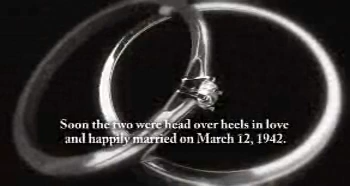 Soon the two were head over heels in love
and happily married on March 12, 1942.